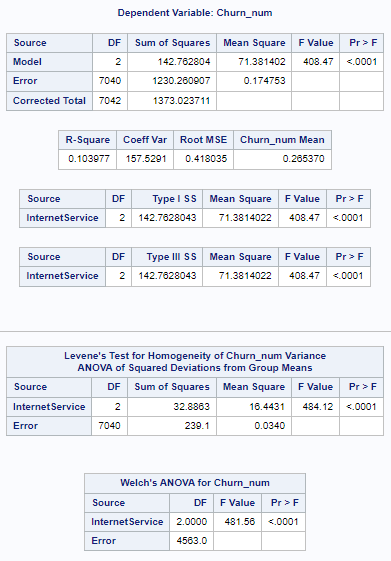 Dependent Variable: Churn_num
Source DF Sum of Squares Mean Square F Value Pr > F
Model 2 142.762804 71.381402 408.47 <.0001
Error 7040 1230.260907 0.174753
Corrected Total 7042 1373.023711
R-Square Coeff Var Root MSE Churn_num Mean
0.103977 157.5291 0.418035 0.265370
Source DF Type I SS Mean Square F Value Pr > F
InternetService 2 142.7628043 71.3814022 408.47 <.0001
Source DF Type III SS Mean Square F Value Pr > F
InternetService 2 142.7628043 71.3814022 408.47 <.0001
Levene's Test for Homogeneity of Churn_num Variance
ANOVA of Squared Deviations from Group Means
Source DF Sum of Squares Mean Square F Value Pr > F
InternetService 2 32.8863 16.4431 484.12 <.0001
Error 7040 239.1 0.0340
Welch's ANOVA for Churn_num
Source DF F Value Pr > F
InternetService 2.0000 481.56 <.0001
Error 4563.0